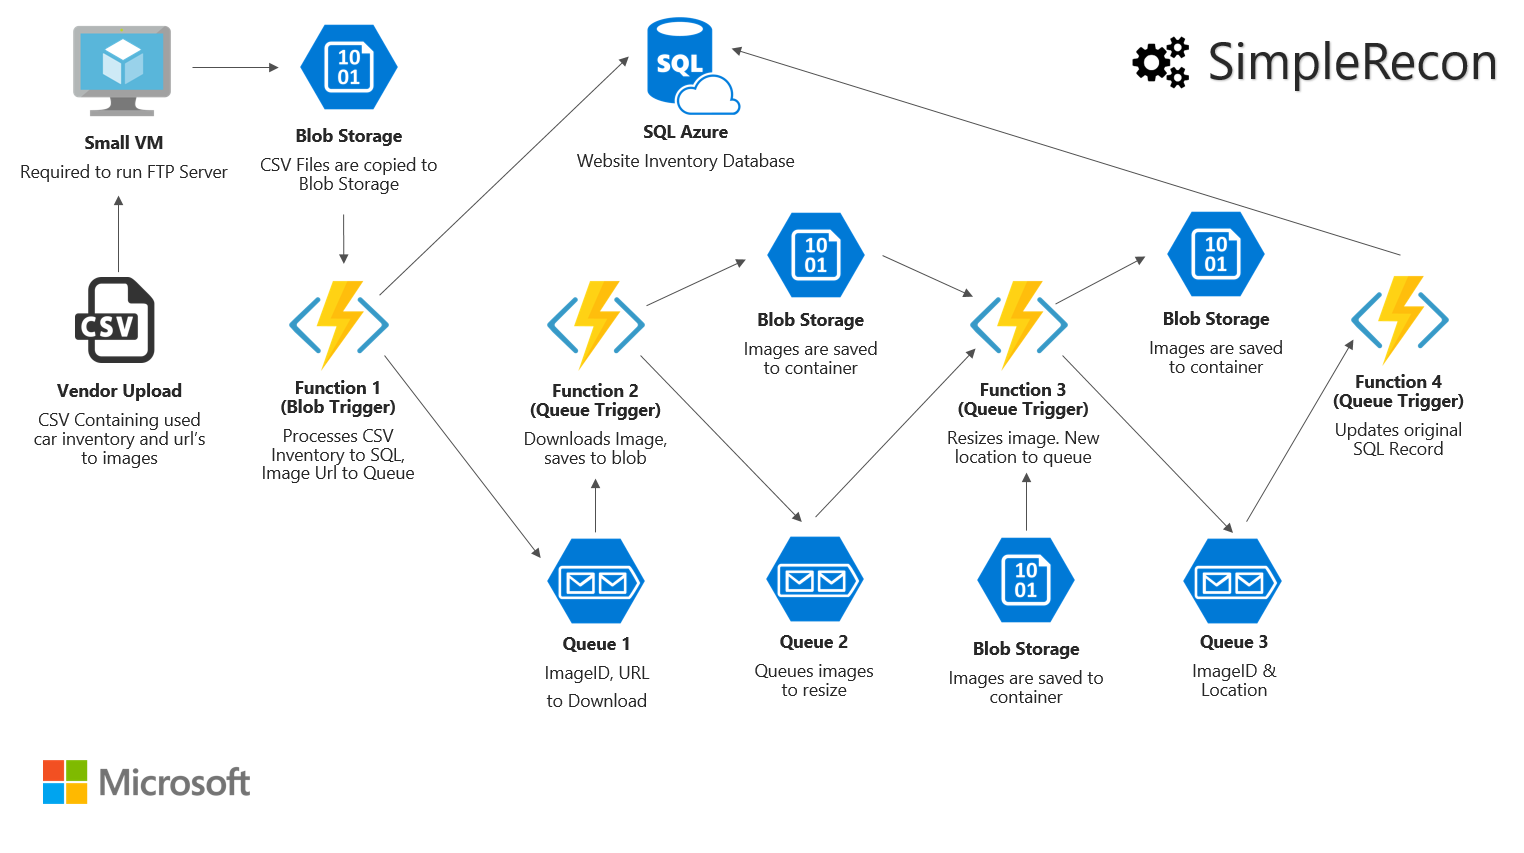 SimpleRecon
10
01
SQL
Small VM
Required to run FTP Server
Blob Storage
CSV Files are copied to
Blob Storage
SQL Azure
Website Inventory Database
CSV
Vendor Upload
CSV Containing used
car inventory and url's
to images
Function 1
(Blob Trigger)
Processes CSV
Inventory to SQL,
Image Url to Queue
Function 2
(Queue Trigger)
Downloads Image,
saves to blob
10
01
Blob Storage
Images are saved
to container
Function 3
(Queue Trigger)
Resizes image. New
location to queue
10
01
Blob Storage
Images are saved
to container
Function 4
(Queue Trigger)
Updates original
SQL Record
Queue 1
ImageID, URL
to Download
Queue 2
Queues images
to resize
10
01
Blob Storage
Images are saved to
container
Queue 3
ImageID &
Location
Microsoft